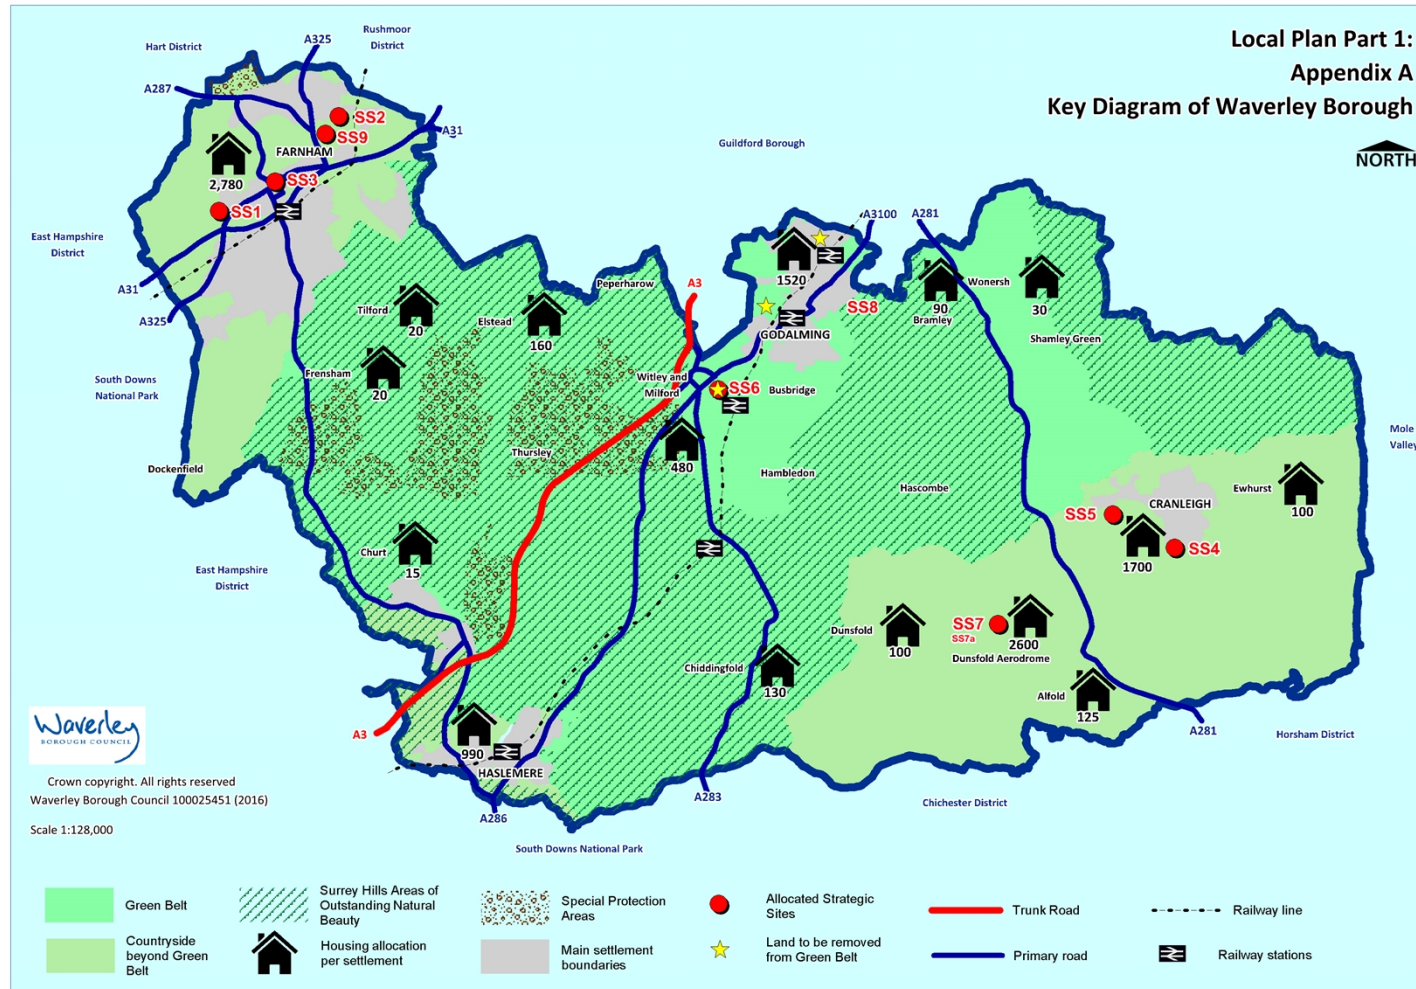 Local Plan Part 1:
Appendix A
Key Diagram of Waverley Borough
NORTH
Hart District
Rushmoor
District
A325
A287
A31
SS2
SS9
FARNHAM
2,780
SS3
SS1
East Hampshire
District
A31
A325
Guildford Borough
A3100
A281
1520
SS8
GODALMING
90
Bramley
Wonersh
30
Shamley Green
Peperharow
A3
Tilford
20
Elstead
160
Frensham
20
South Downs
National Park
Witley and
Milford
SS6
Busbridge
480
Thursley
Hambledon
Hascombe
Mole
Valley
Dockenfield
Ewhurst
100
CRANLEIGH
SS5
1700
SS4
Churt
15
East Hampshire
District
Dunsfold
100
SS7
SS7a
2600
Dunsfold Aerodrome
Chiddingfold
130
Alfold
125
A281
Horsham District
A3
990
HASLEMERE
A286
A283
Chichester District
South Downs National Park
Waverley
BOROUGH COUNCIL
Crown copyright. All rights reserved
Waverley Borough Council 100025451 (2016)
Scale 1:128,000
Green Belt
Countryside
beyond Green
Belt
Surrey Hills Areas of
Outstanding Natural
Beauty
Housing allocation
per settlement
Special Protection
Areas
Main settlement
boundaries
Allocated Strategic
Sites
Land to be removed
from Green Belt
Trunk Road
Primary road
Railway line
Railway stations